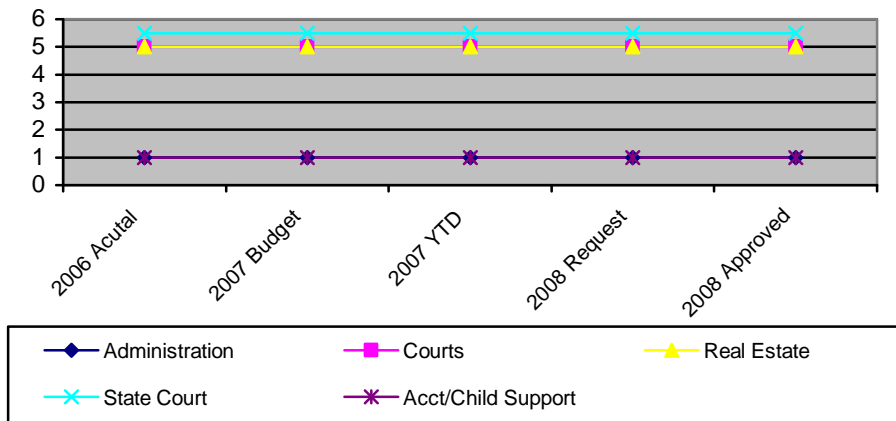 6
5
4
3
2
1
0
2006 Acutal
2007 Budget
2007 YTD
2008 Request
2008 Approved
Administration
Courts
Real Estate
State Court
Acct/Child Support